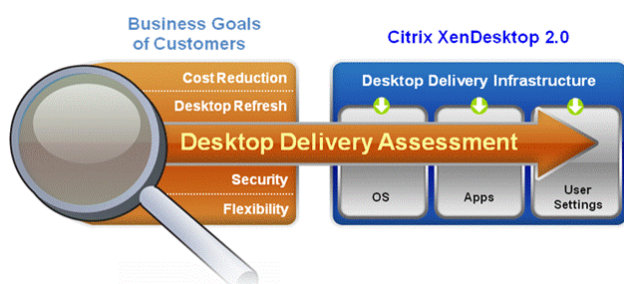 Business Goals
of Customers
Cost Reduction
Desktop Refresh
Security
Flexibility
Desktop Delivery Assessment
Citrix XenDesktop 2.0
Desktop Delivery Infrastructure
OS
Apps
User
Settings